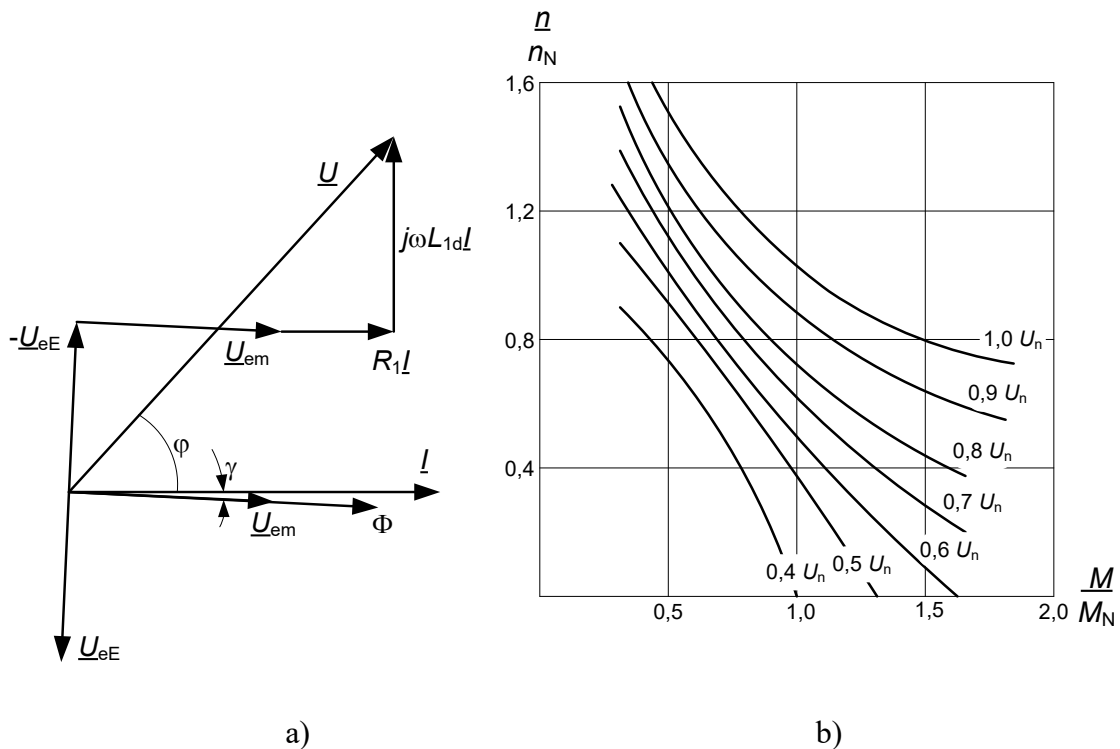 U
jωL1dI
-UeE
Uem
R1I
φ
γ
I
Uem
Φ
UeE
a)
n
nN
1,6
1,2
0,8
0,4
1,0 Un
0,9 Un
0,8 Un
0,7 Un
0,6 Un
0,5 Un
0,4 Un
0,5
1,0
1,5
2,0
M
MN
b)